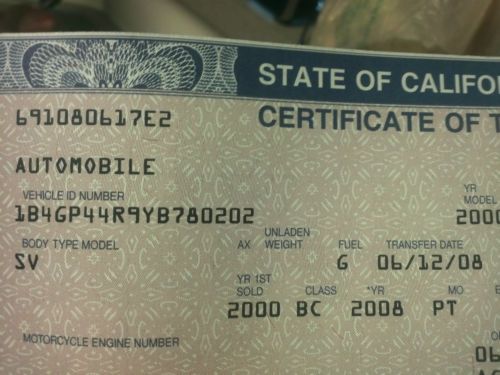 STATE OF CALIFO
CERTIFICATE OF T
691080617E2
AUTOMOBILE
VEHICLE ID NUMBER
1B4GP44R9YB780202
YR
MODEL
2000
BODY TYPE MODEL
AX
UNLADEN
WEIGHT
FUEL
TRANSFER DATE
SV
G
06/12/08
YR 1ST
SOLD
CLASS
*YR
MO
2000
BC
2008
PT
MOTORCYCLE ENGINE NUMBER
06